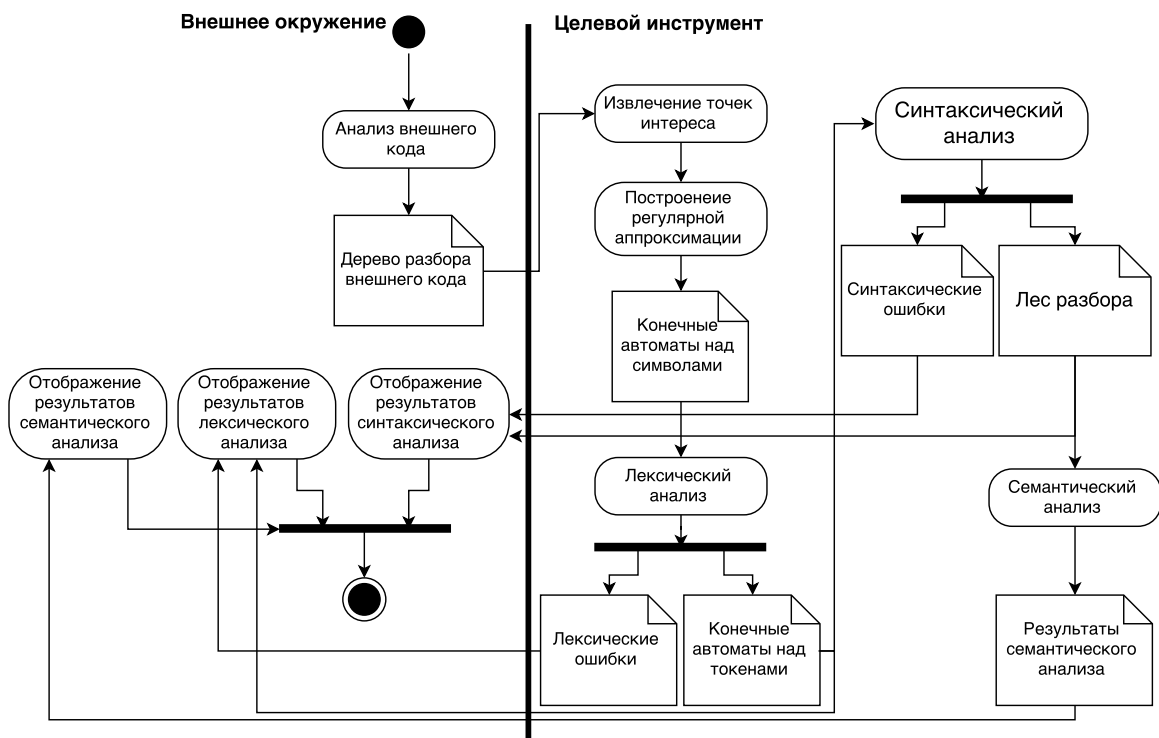 Внешнее окружение
Целевой инструмент
Анализ внешнего
кода
Дерево разбора
внешнего кода
Извлечение точек
интереса
Построенеие
регулярной
аппроксимации
Конечные
автоматы над
символами
Синтаксический
анализ
Синтаксические
ошибки
Лес разбора
Отображение
результатов
семантического
анализа
Отображение
результатов
лексического
анализа
Отображение
результатов
синтаксического
анализа
Лексический
анализ
Семантический
анализ
Лексические
ошибки
Конечные
автоматы над
токенами
Результаты
семантического
анализа